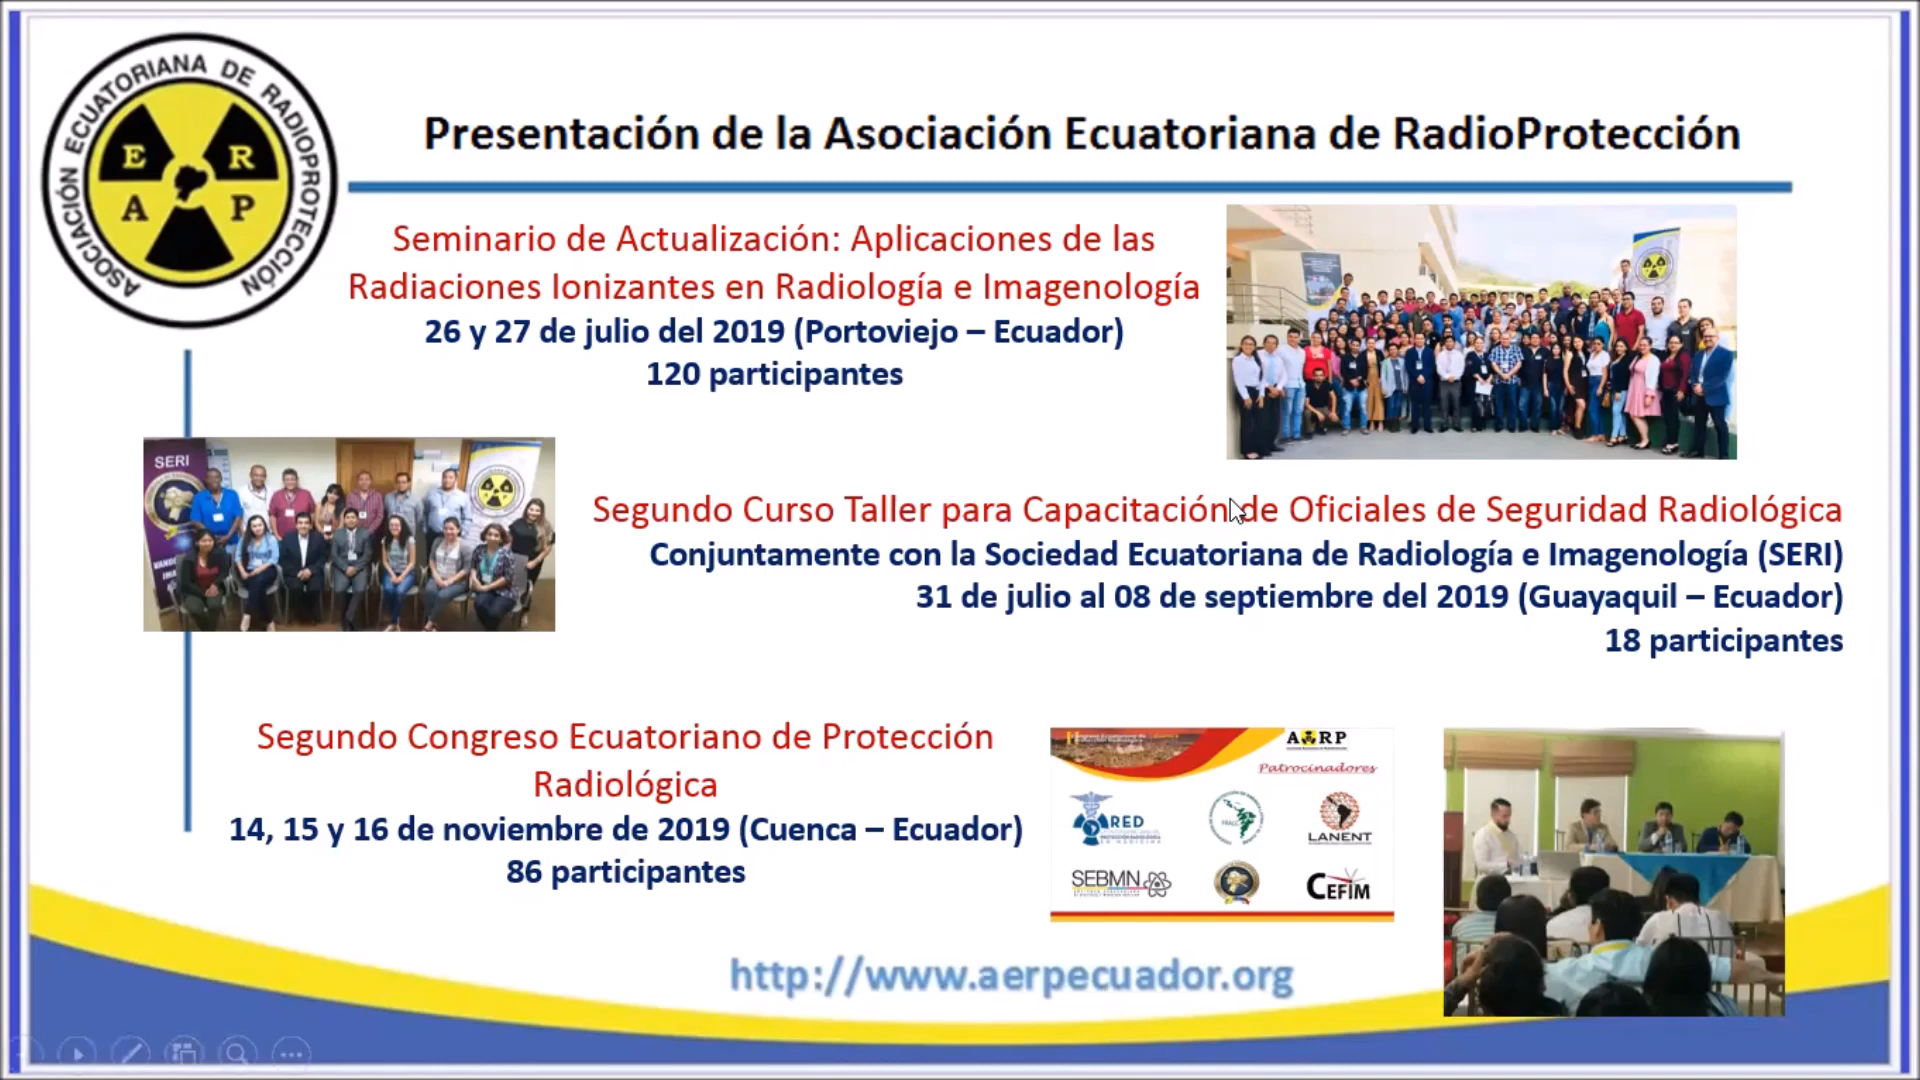 ASOCIACIÓN ECUATORIANA DE RADIOPROTECCIÓN
E R
A P
Presentación de la Asociación Ecuatoriana de RadioProtección
Seminario de Actualización: Aplicaciones de las
Radiaciones Ionizantes en Radiología e Imagenología
26 y 27 de julio del 2019 (Portoviejo – Ecuador)
120 participantes
SERI
Segundo Curso Taller para Capacitación de Oficiales de Seguridad Radiológica
Conjuntamente con la Sociedad Ecuatoriana de Radiología e Imagenología (SERI)
31 de julio al 08 de septiembre del 2019 (Guayaquil – Ecuador)
18 participantes
Segundo Congreso Ecuatoriano de Protección
Radiológica
14, 15 y 16 de noviembre de 2019 (Cuenca – Ecuador)
86 participantes
A RP
Patrocinadores
RED
LANENT
SEBMN
CEFIM
http://www.aerpecuador.org